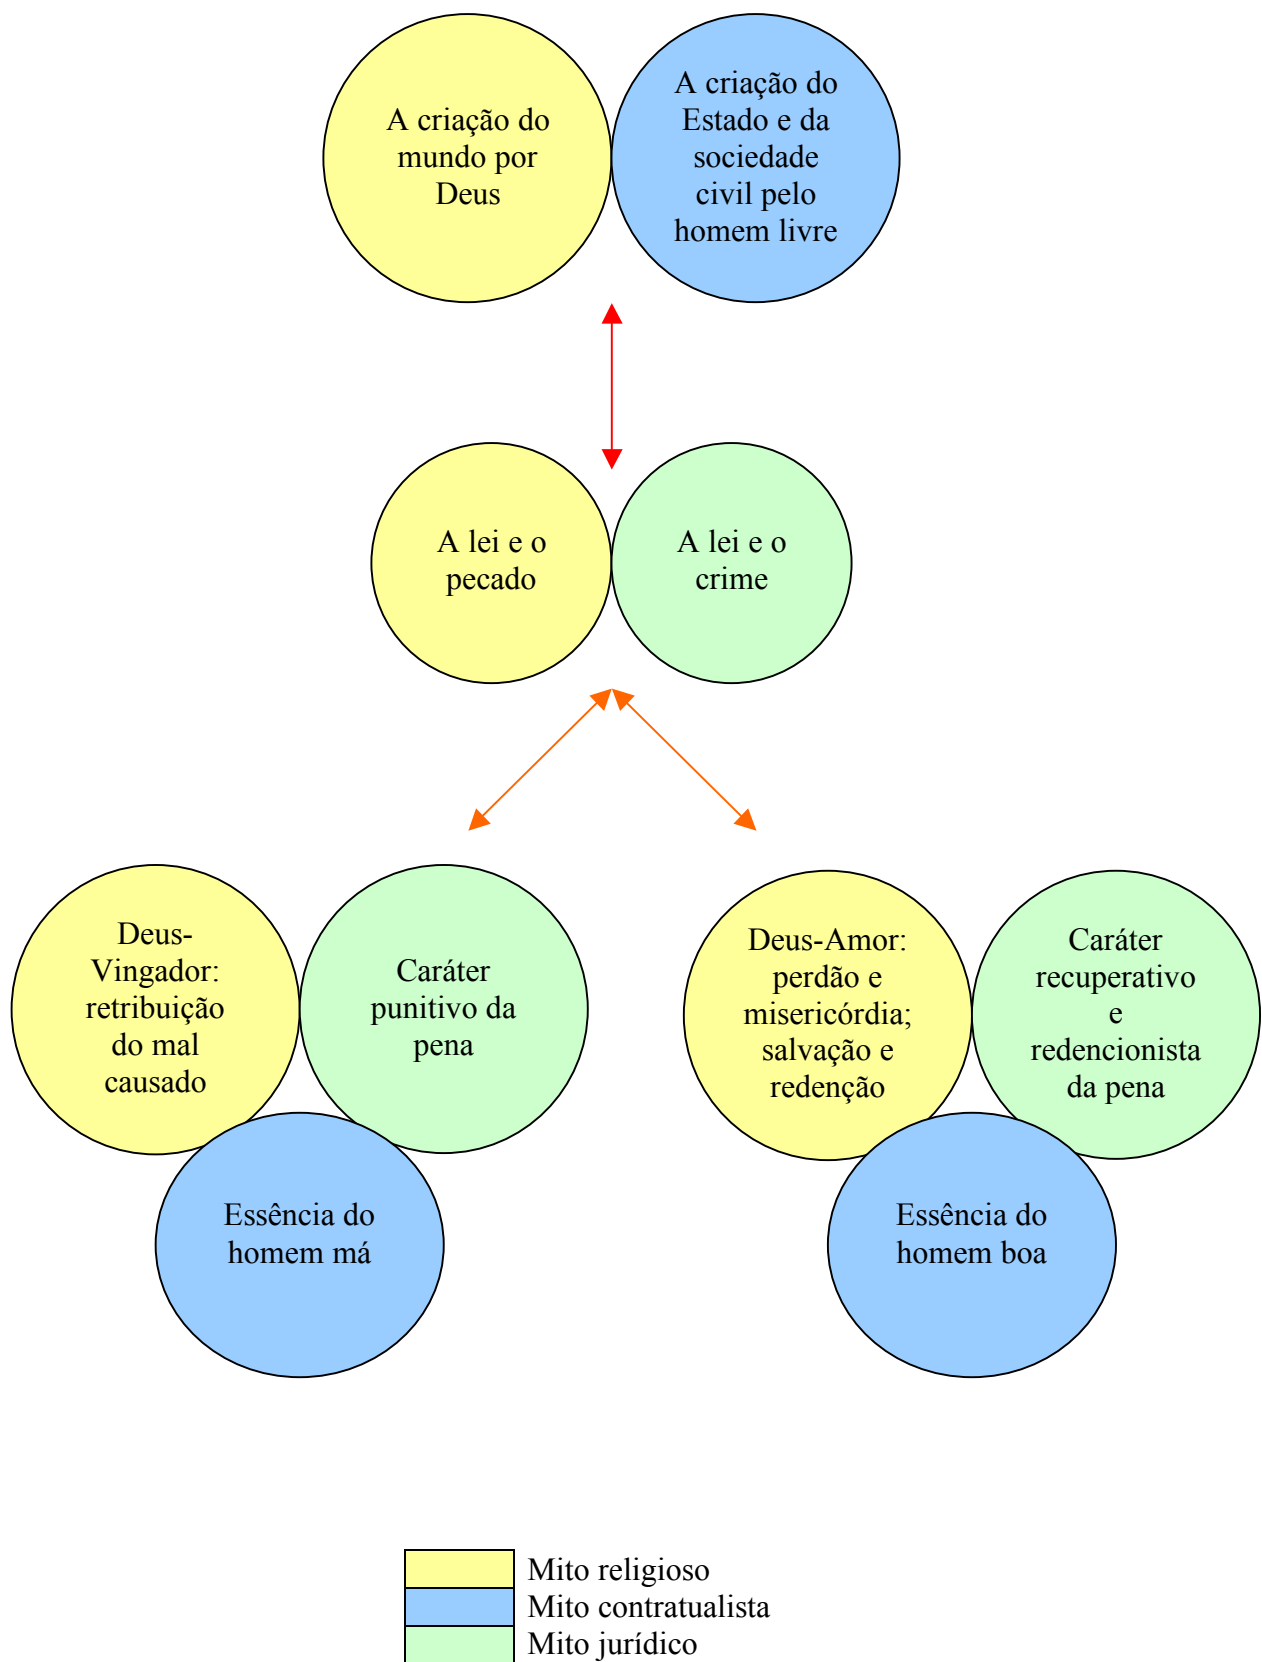 A criação do
mundo por
Deus
A criação do
Estado e da
sociedade
civil pelo
homem livre
A lei e o
pecado
A lei e o
crime
Deus-
Vingador:
retribuição
do mal
causado
Caráter
punitivo da
pena
Essência do
homem má
Deus-Amor:
perdão e
misericórdia;
salvação e
redenção
Caráter
recuperativo
e
redencionista
da pena
Essência do
homem boa
Mito religioso
Mito contratualista
Mito jurídico